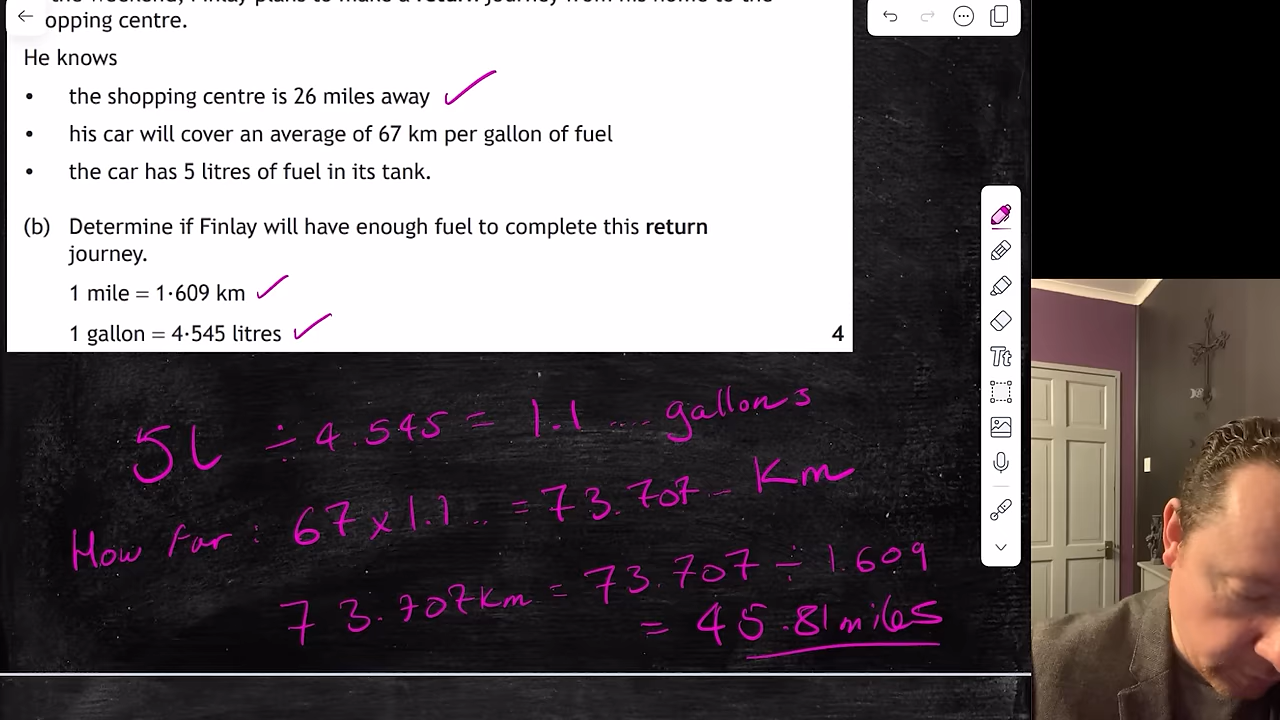 opping centre.
He knows
• the shopping centre is 26 miles away
• his car will cover an average of 67 km per gallon of fuel
• the car has 5 litres of fuel in its tank.
(b) Determine if Finlay will have enough fuel to complete this return
journey.
1 mile = 1·609 km
1 gallon = 4·545 litres
4
5L ÷ 4.545 = 1.1 .... gallons
How Far : 67 x 1.1... = 73.707-- Km
73.707Km = 73.707 ÷ 1.609
= 45.81miles
Tt